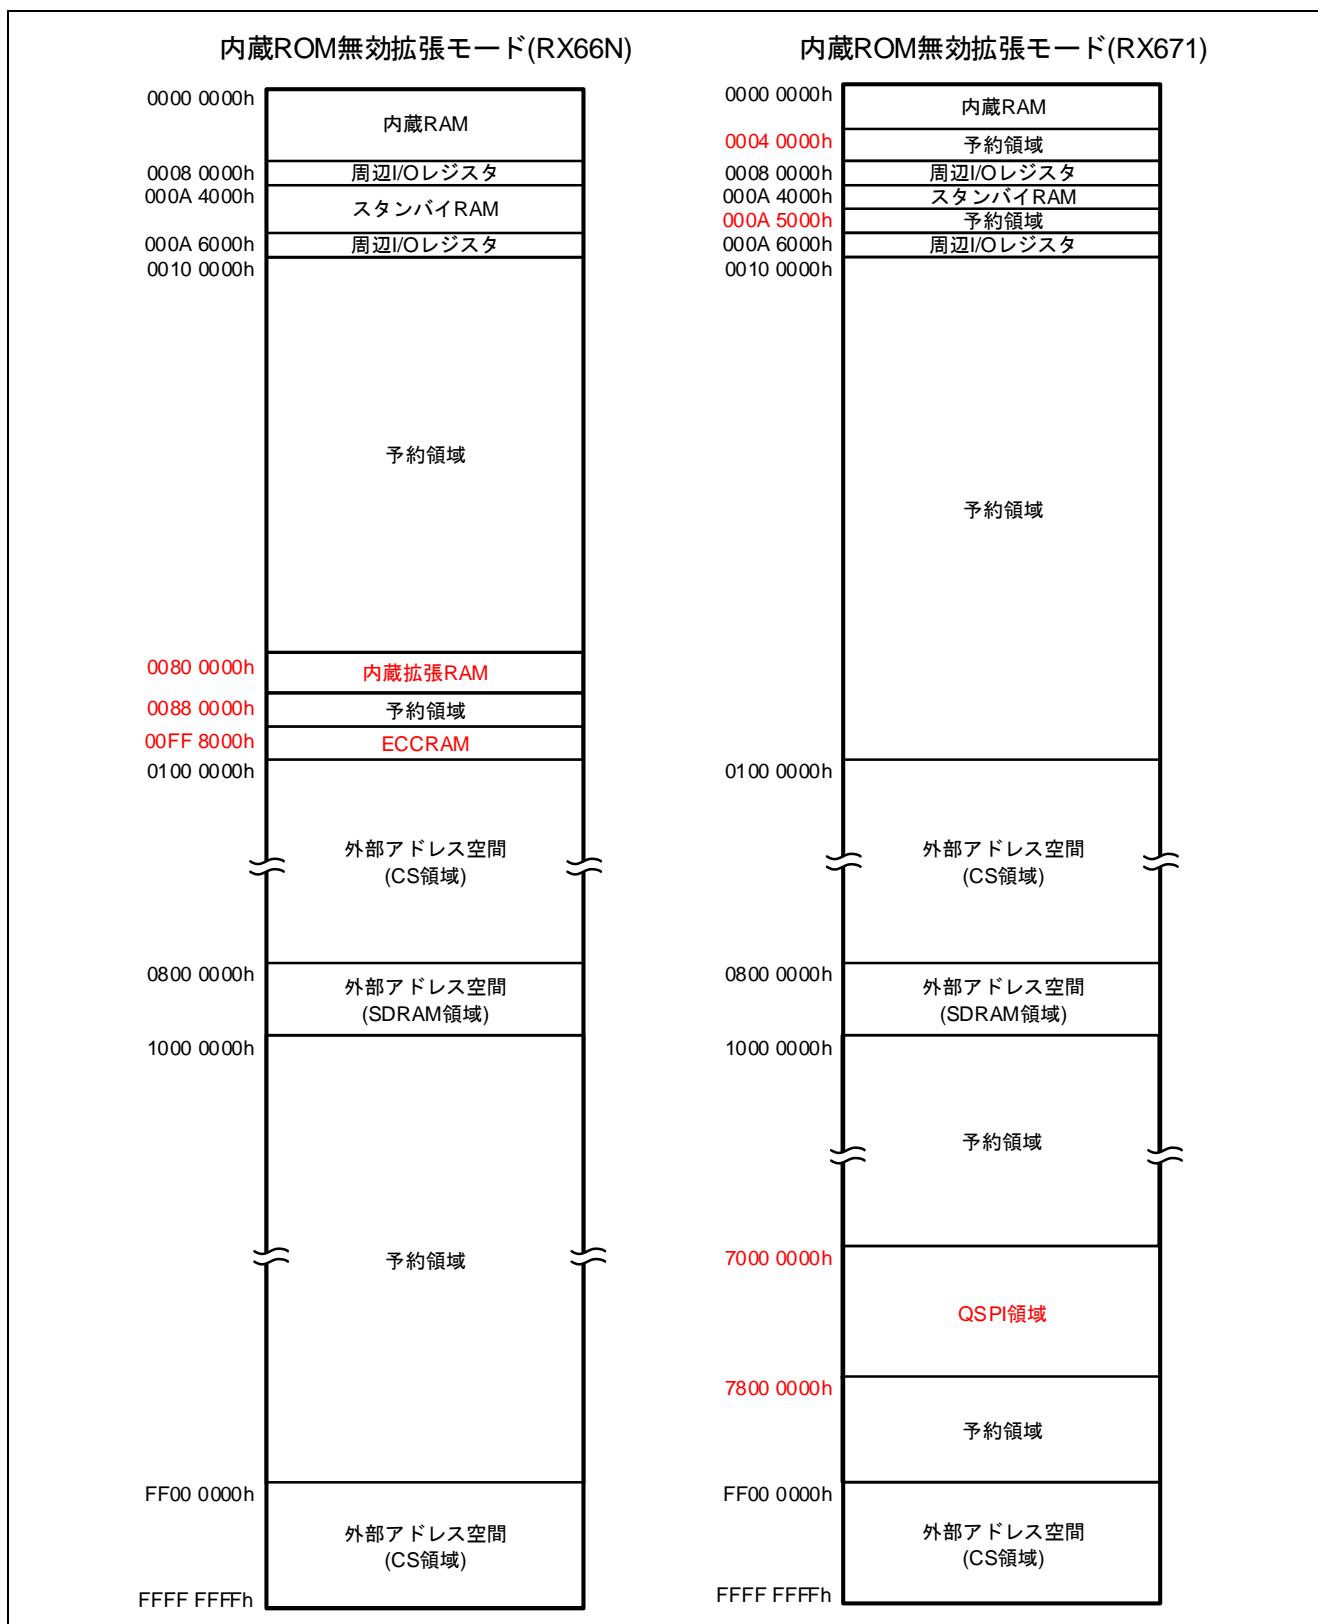 内蔵ROM無効拡張モード(RX66N)
0000 0000h
内蔵RAM
0008 0000h
周辺I/Oレジスタ
000A 4000h
スタンバイRAM
000A 6000h
周辺I/Oレジスタ
0010 0000h
予約領域
0080 0000h
内蔵拡張RAM
0088 0000h
予約領域
00FF 8000h
ECCRAM
0100 0000h
外部アドレス空間
(CS領域)
0800 0000h
外部アドレス空間
(SDRAM領域)
1000 0000h
予約領域
FF00 0000h
外部アドレス空間
(CS領域)
FFFF FFFFh
内蔵ROM無効拡張モード(RX671)
0000 0000h
内蔵RAM
0004 0000h
予約領域
0008 0000h
周辺I/Oレジスタ
000A 4000h
スタンバイRAM
000A 5000h
予約領域
000A 6000h
周辺I/Oレジスタ
0010 0000h
予約領域
0100 0000h
外部アドレス空間
(CS領域)
0800 0000h
外部アドレス空間
(SDRAM領域)
1000 0000h
予約領域
7000 0000h
QSPI領域
7800 0000h
予約領域
FF00 0000h
外部アドレス空間
(CS領域)
FFFF FFFFh